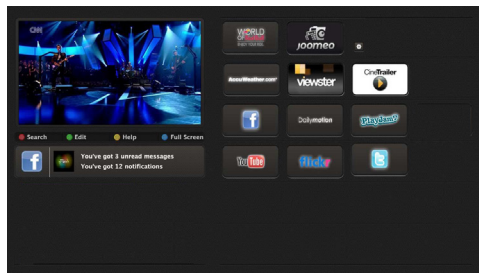 CNN
WORLD
joomeo
AccuWeather.com
viewster
CineTrailer
f
Dailymotion
PlayJam
Search
Edit
Help
Full Screen
f
You've got 3 unread messages
You've got 12 notifications
YouTube
flickr
t